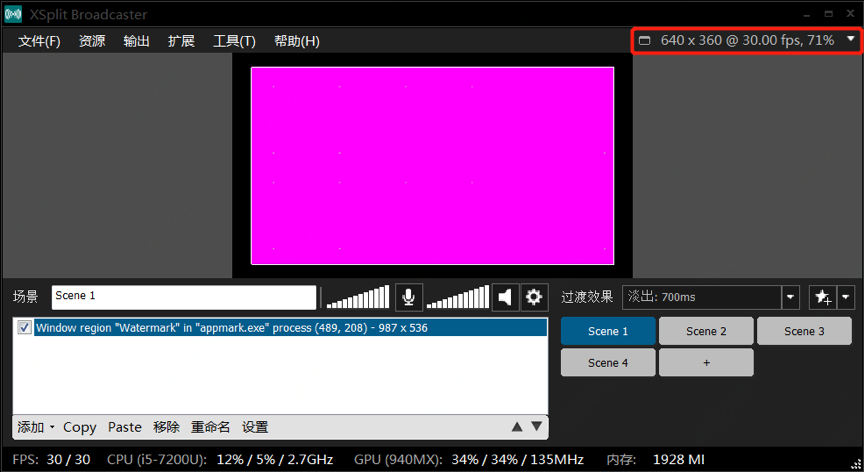 XSplit Broadcaster
文件(F) 资源 输出 扩展 工具(T) 帮助(H) 640 x 360 @ 30.00 fps, 71%
场景 Scene 1 过渡效果 淡出: 700ms
Window region "Watermark" in "appmark.exe" process (489, 208) - 987 x 536
Scene 1 Scene 2 Scene 3
Scene 4 +
添加 Copy Paste 移除 重命名 设置
FPS: 30 / 30 CPU (i5-7200U): 12% / 5% / 2.7GHz GPU (940MX): 34% / 34% / 135MHz 内存: 1928 MI